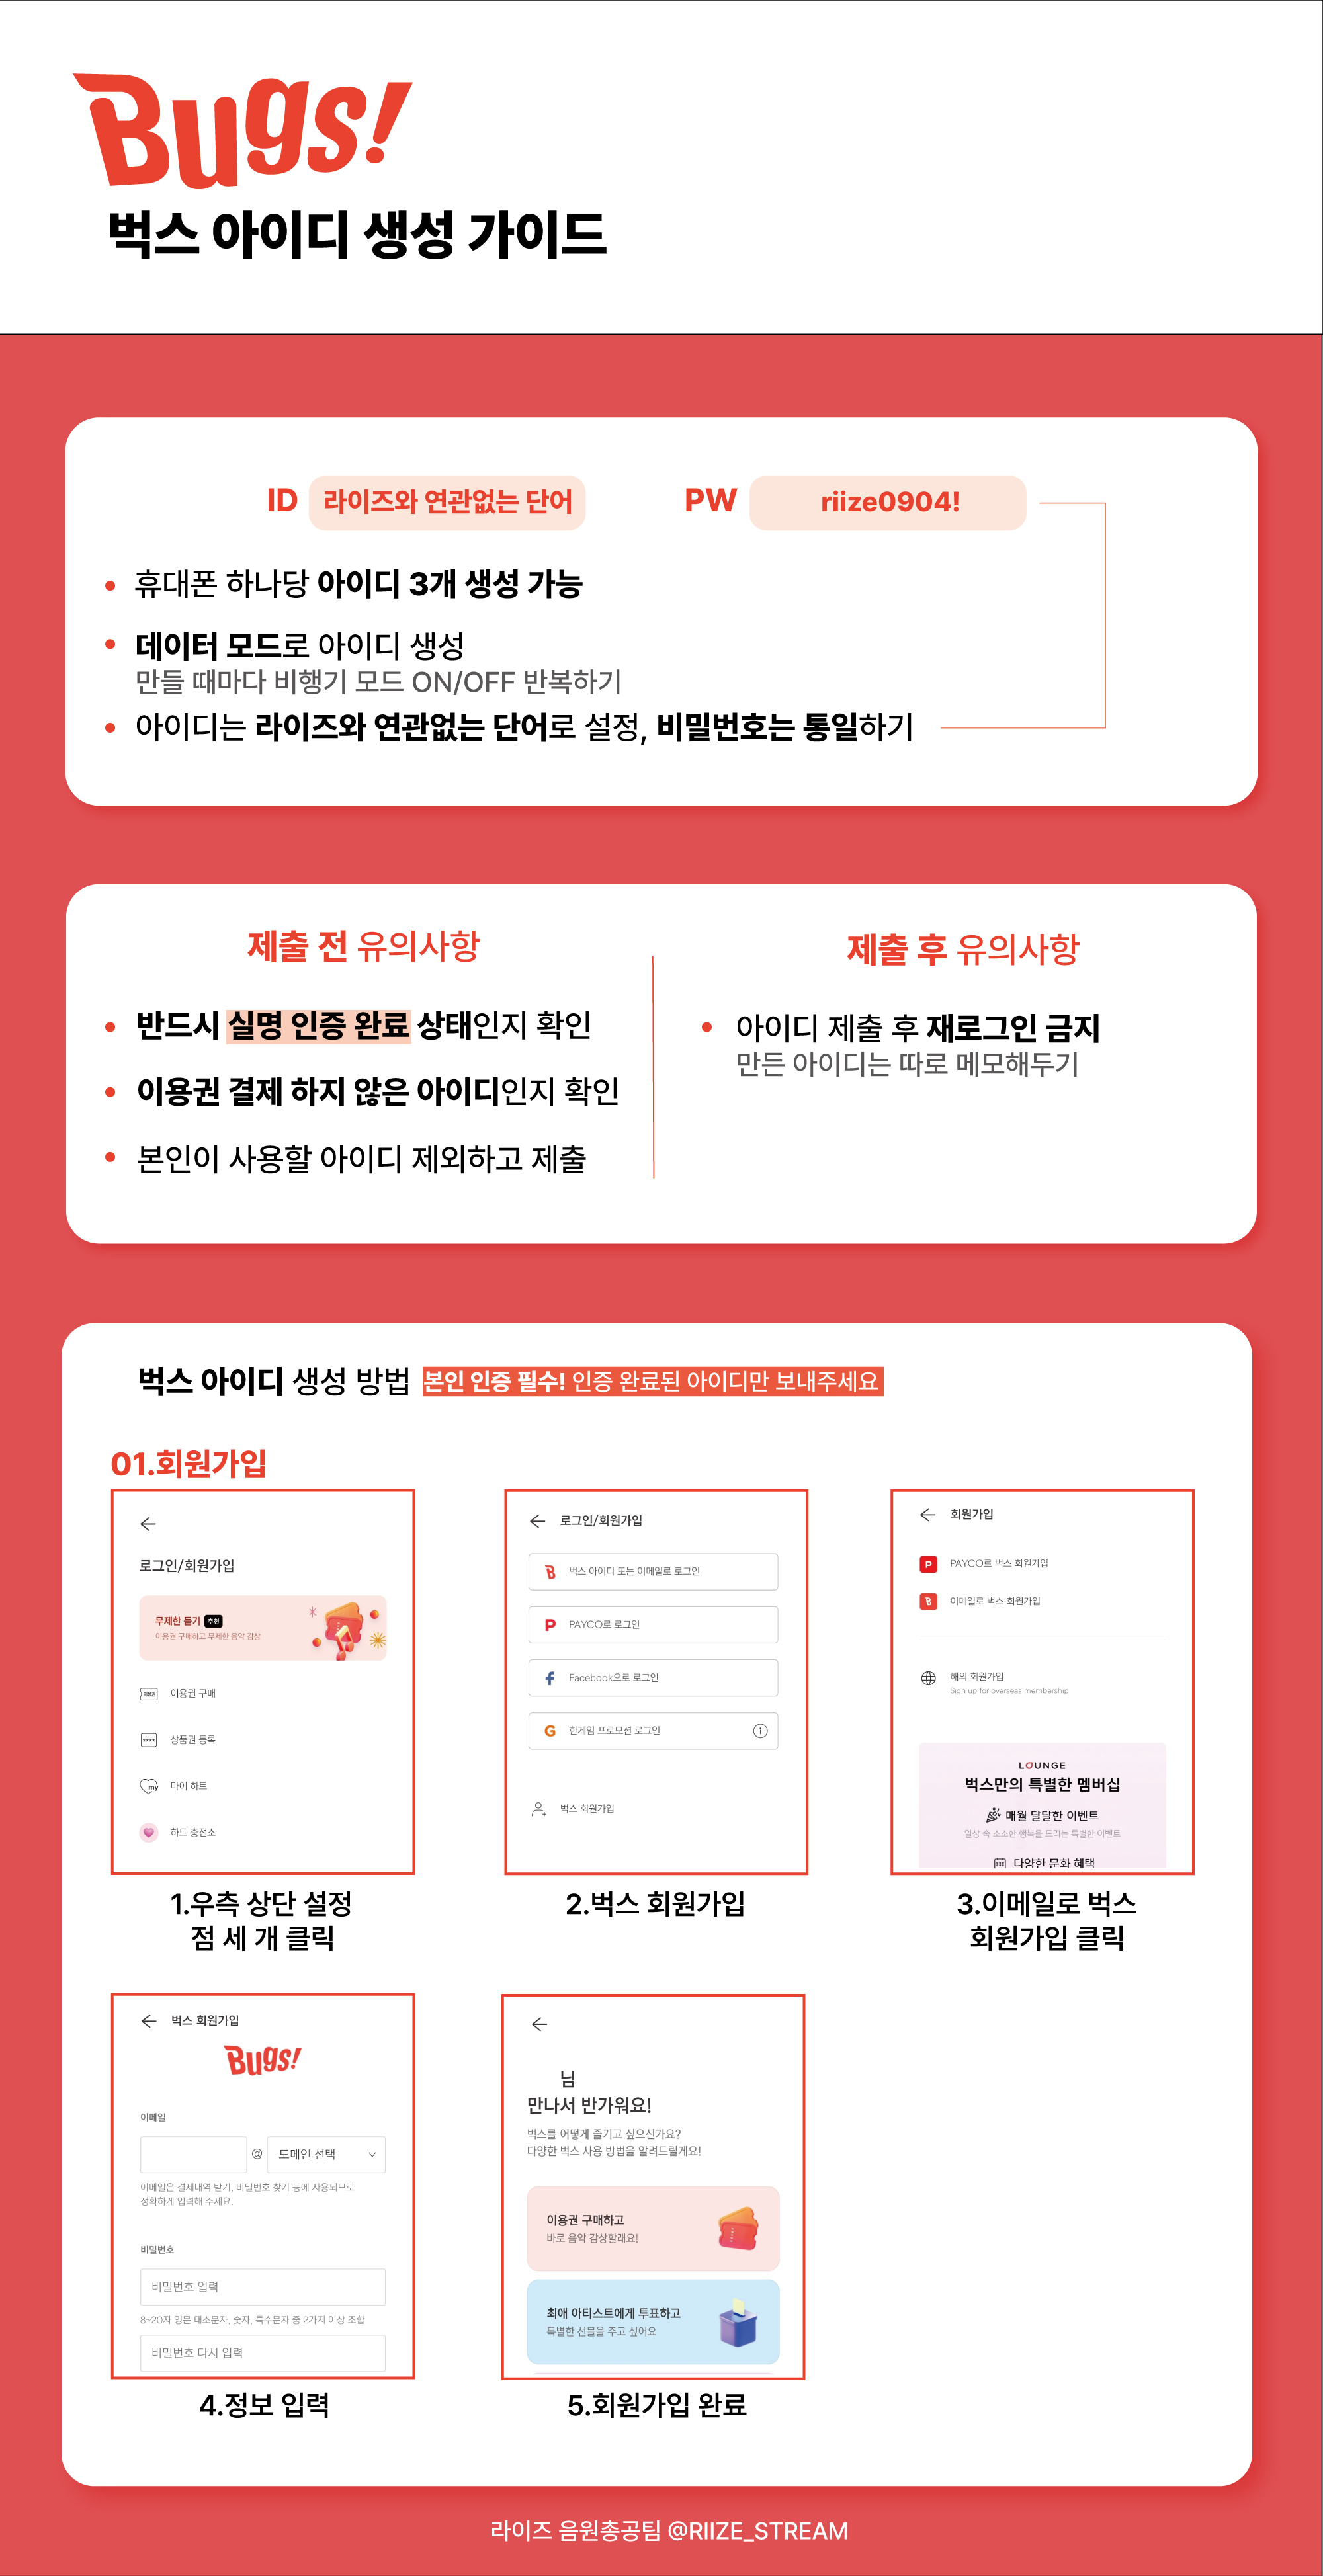 Bugs!
벅스 아이디 생성 가이드
ID 라이즈와 연관없는 단어 PW riize0904!
휴대폰 하나당 아이디 3개 생성 가능
데이터 모드로 아이디 생성
만들 때마다 비행기 모드 ON/OFF 반복하기
아이디는 라이즈와 연관없는 단어로 설정, 비밀번호는 통일하기
제출 전 유의사항
반드시 실명 인증 완료 상태인지 확인
이용권 결제 하지 않은 아이디인지 확인
본인이 사용할 아이디 제외하고 제출
제출 후 유의사항
아이디 제출 후 재로그인 금지
만든 아이디는 따로 메모해두기
벅스 아이디 생성 방법 본인 인증 필수! 인증 완료된 아이디만 보내주세요
01.회원가입
로그인/회원가입
무제한 듣기 추천
이용권 구매하고 무제한 음악 감상
이용권 이용권 구매
상품권 등록
my 마이 하트
하트 충전소
1.우측 상단 설정
점 세 개 클릭
로그인/회원가입
벅스 아이디 또는 이메일로 로그인
P PAYCO로 로그인
f Facebook으로 로그인
G 한게임 프로모션 로그인
벅스 회원가입
2.벅스 회원가입
회원가입
P PAYCO로 벅스 회원가입
이메일로 벅스 회원가입
해외 회원가입
Sign up for overseas membership
LOUNGE
벅스만의 특별한 멤버십
매월 달달한 이벤트
일상 속 소소한 행복을 드리는 특별한 이벤트
다양한 문화 혜택
3.이메일로 벅스
회원가입 클릭
벅스 회원가입
Bugs!
이메일
@ 도메인 선택
이메일은 결제내역 받기, 비밀번호 찾기 등에 사용되므로
정확하게 입력해 주세요.
비밀번호
비밀번호 입력
8~20자 영문 대소문자, 숫자, 특수문자 중 2가지 이상 조합
비밀번호 다시 입력
4.정보 입력
님
만나서 반가워요!
벅스를 어떻게 즐기고 싶으신가요?
다양한 벅스 사용 방법을 알려드릴게요!
이용권 구매하고
바로 음악 감상할래요!
최애 아티스트에게 투표하고
특별한 선물을 주고 싶어요
5.회원가입 완료
라이즈 음원총공팀 @RIIZE_STREAM